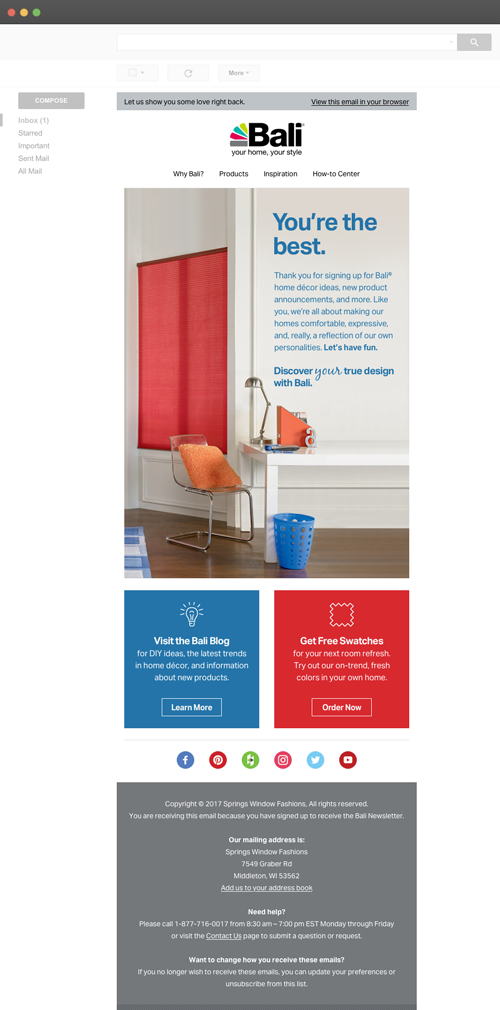 More
COMPOSE
Inbox (1)
Starred
Important
Sent Mail
All Mail
Let us show you some love right back.
View this email in your browser
Bali®
your home, your style
Why Bali?
Products
Inspiration
How-to Center
You're the
best.
Thank you for signing up for Bali®
home décor ideas, new product
announcements, and more. Like
you, we're all about making our
homes comfortable, expressive,
and, really, a reflection of our own
personalities. Let's have fun.
Discover your true design
with Bali.
a
Visit the Bali Blog
for DIY ideas, the latest trends
in home décor, and information
about new products.
Learn More
Get Free Swatches
for your next room refresh.
Try out our on-trend, fresh
colors in your own home.
Order Now
Copyright © 2017 Springs Window Fashions, All rights reserved.
You are receiving this email because you have signed up to receive the Bali Newsletter.
Our mailing address is:
Springs Window Fashions
7549 Graber Rd
Middleton, WI 53562
Add us to your address book
Need help?
Please call 1-877-716-0017 from 8:30 am – 7:00 pm EST Monday through Friday
or visit the Contact Us page to submit a question or request.
Want to change how you receive these emails?
If you no longer wish to receive these emails, you can update your preferences or
unsubscribe from this list.